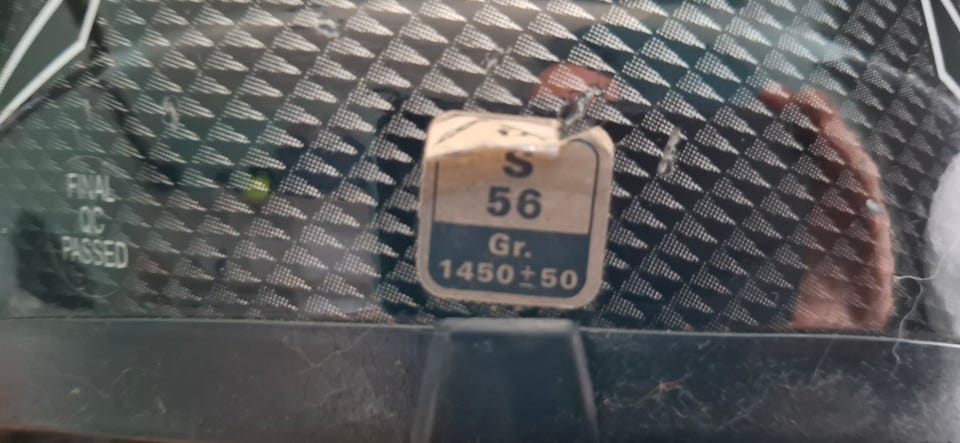 FINAL
QC
PASSED
S
56
Gr.
1450±50